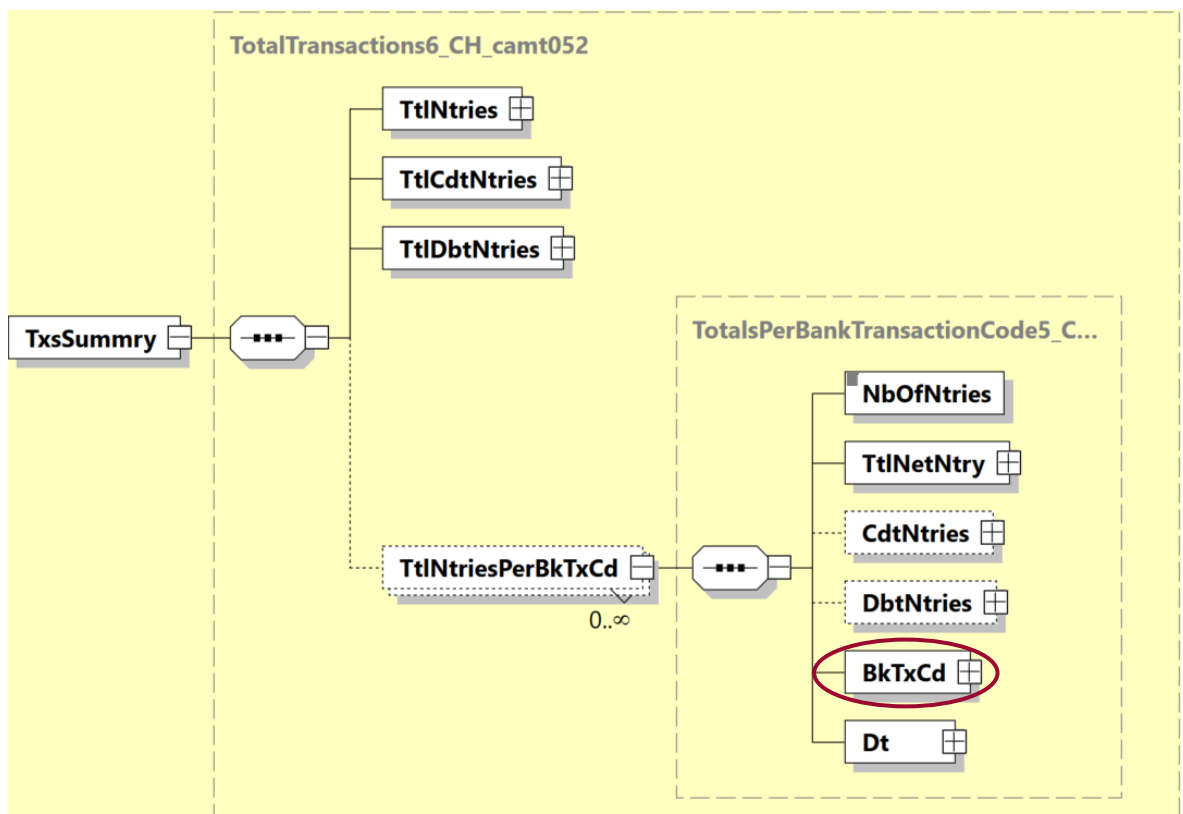 TotalTransactions6_CH_camt052
TtlNtries
TtlCdtNtries
TtlDbtNtries
TxsSummry
TotalsPerBankTransactionCode5_C...
NbOfNtries
TtlNetNtry
CdtNtries
TtlNtriesPerBkTxCd
0..∞
DbtNtries
BkTxCd
Dt